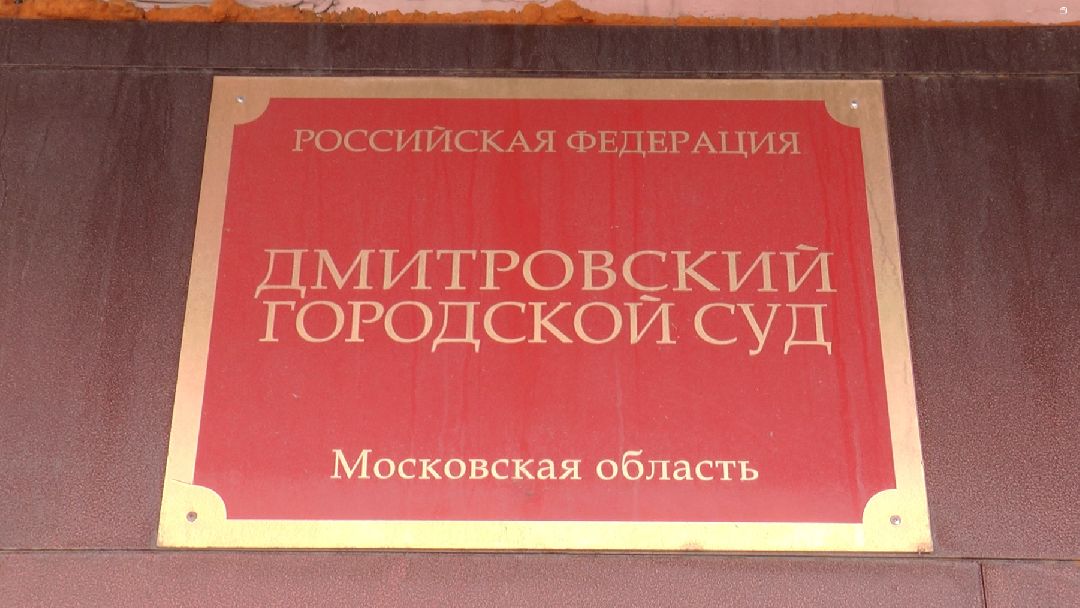 РОССИЙСКАЯ ФЕДЕРАЦИЯ
ДМИТРОВСКИЙ
ГОРОДСКОЙ СУД
Московская область